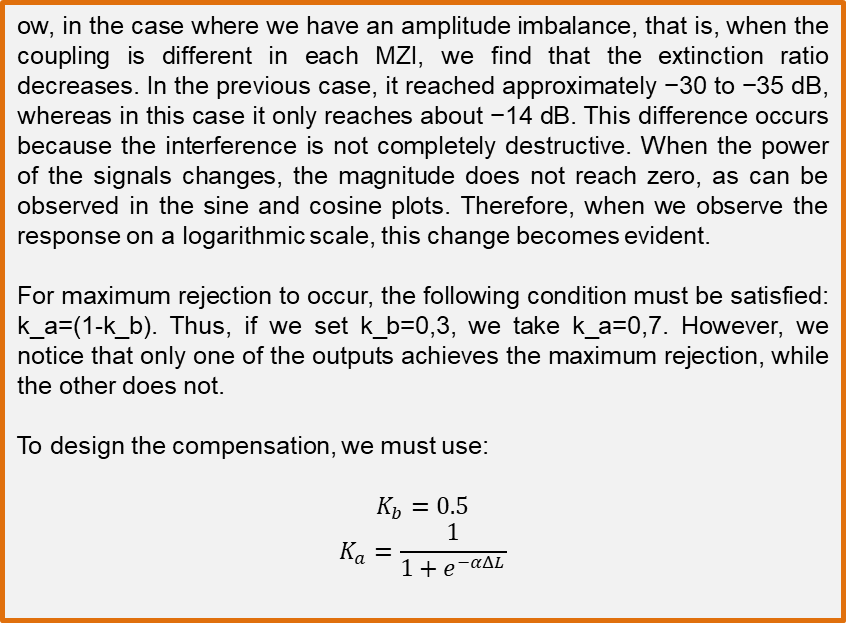 ow, in the case where we have an amplitude imbalance, that is, when the
coupling is different in each MZI, we find that the extinction ratio
decreases. In the previous case, it reached approximately −30 to −35 dB,
whereas in this case it only reaches about −14 dB. This difference occurs
because the interference is not completely destructive. When the power
of the signals changes, the magnitude does not reach zero, as can be
observed in the sine and cosine plots. Therefore, when we observe the
response on a logarithmic scale, this change becomes evident.
For maximum rejection to occur, the following condition must be satisfied:
k_a=(1-k_b). Thus, if we set k_b=0,3, we take k_a=0,7. However, we
notice that only one of the outputs achieves the maximum rejection, while
the other does not.
To design the compensation, we must use:
K_b = 0.5
K_a = 1 / (1 + e^{−αΔL})